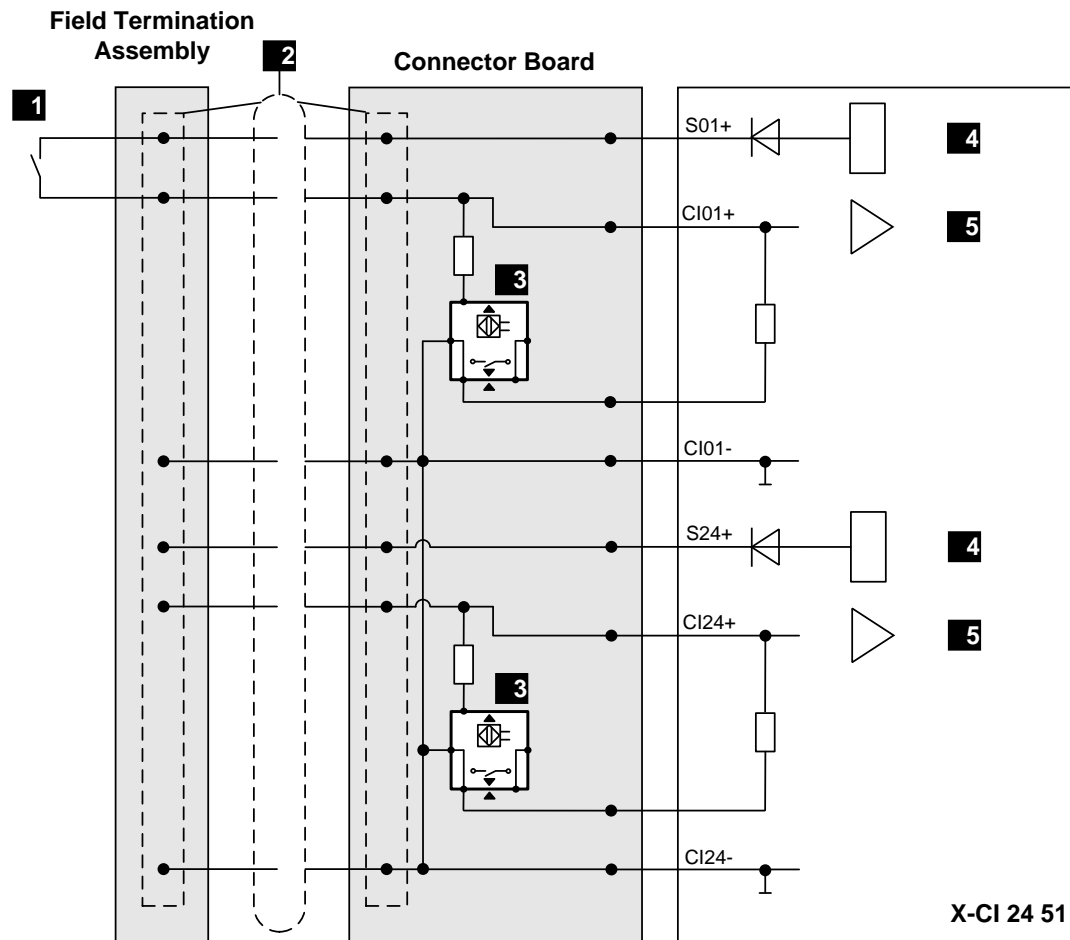 Field Termination
Assembly
2
Connector Board
1
S01+
4
CI01+
5
3
CI01-
S24+
4
CI24+
5
3
CI24-
X-CI 24 51